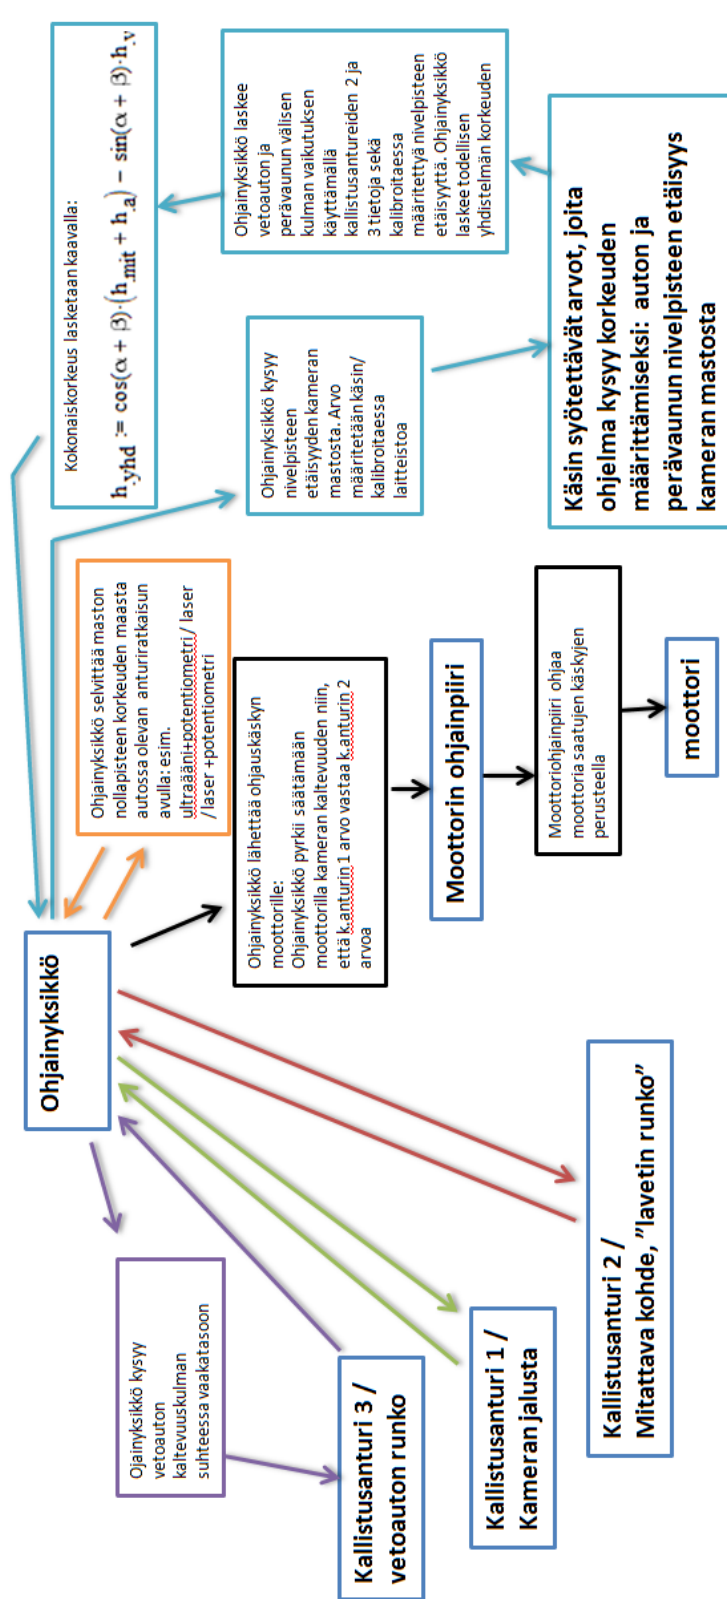 Ohjainyksikkö
Kokonaiskorkeus lasketaan kaavalla:
h.yhd := cos(α + β)·(h.mit + h.a) − sin(α + β)·h.v
Ohjainyksikkö laskee
vetoauton ja
perävaunun välisen
kulman vaikutuksen
käyttämällä
kallistusantureiden 2 ja
3 tietoja sekä
kalibroitaessa
määritettyä nivelpisteen
etäisyyttä. Ohjainyksikkö
laskee todellisen
yhdistelmän korkeuden
Ohjainyksikkö kysyy
nivelpisteen
etäisyyden kameran
mastosta. Arvo
määritetään käsin/
kalibroitaessa
laitteistoa
Käsin syötettävät arvot, joita
ohjelma kysyy korkeuden
määrittämiseksi: auton ja
perävaunun nivelpisteen etäisyys
kameran mastosta
Ohjainyksikkö selvittää maston
nollapisteen korkeuden maasta
autossa olevan anturiratkaisun
avulla: esim.
ultraääni+potentiometri/ laser
/ laser +potentiometri
Ohjainyksikkö lähettää ohjauskäskyn
moottorille:
Ohjainyksikkö pyrkii säätämään
moottorilla kameran kaltevuuden niin,
että k.anturin 1 arvo vastaa k.anturin 2
arvoa
Moottorin ohjainpiiri
Moottoriohjainpiiri ohjaa
moottoria saatujen käskyjen
perusteella
moottori
Ojainyksikkö kysyy
vetoauton
kaltevuuskulman
suhteessa vaakatasoon
Kallistusanturi 3 /
vetoauton runko
Kallistusanturi 1 /
Kameran jalusta
Kallistusanturi 2 /
Mitattava kohde, ”lavetin runko”